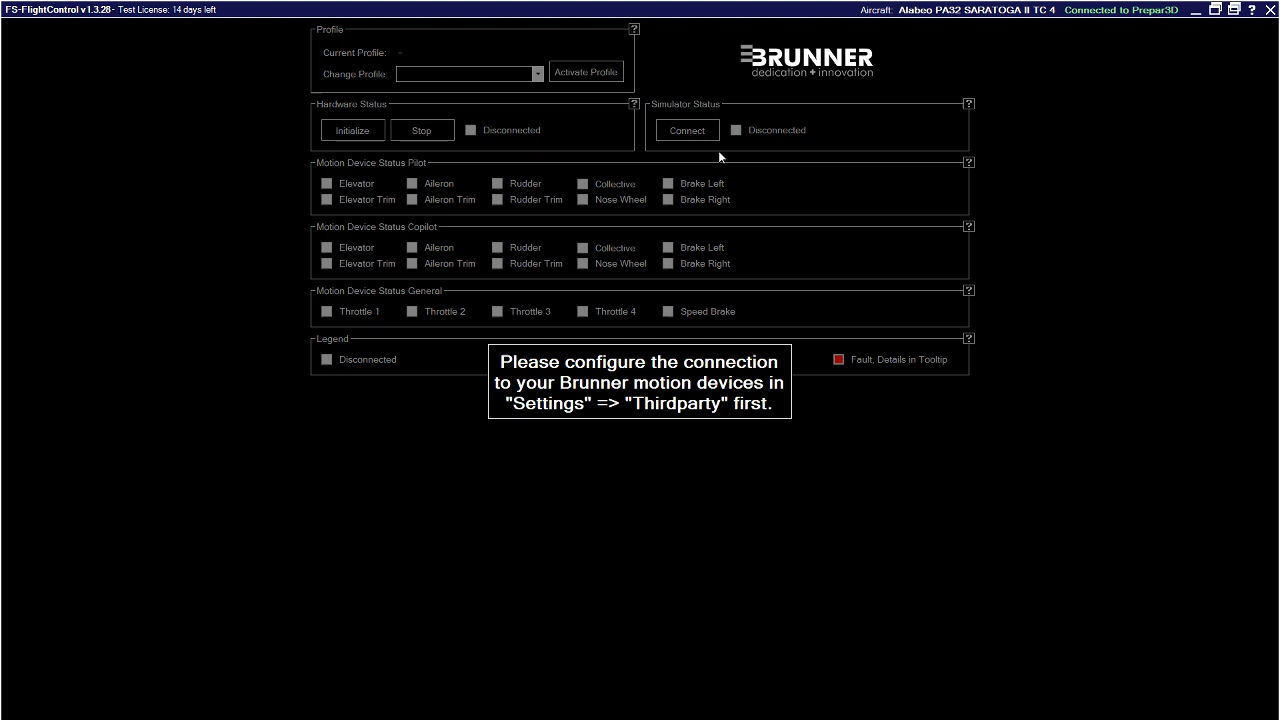 FS-FlightControl v1.3.28 - Test License: 14 days left
Aircraft: Alabeo PA32 SARATOGA II TC 4 Connected to Prepar3D
Profile
Current Profile: -
Change Profile: Activate Profile
BRUNNER
dedication + innovation
Hardware Status
Initialize Stop Disconnected
Simulator Status
Connect Disconnected
Motion Device Status Pilot
Elevator Aileron Rudder Collective Brake Left
Elevator Trim Aileron Trim Rudder Trim Nose Wheel Brake Right
Motion Device Status Copilot
Elevator Aileron Rudder Collective Brake Left
Elevator Trim Aileron Trim Rudder Trim Nose Wheel Brake Right
Motion Device Status General
Throttle 1 Throttle 2 Throttle 3 Throttle 4 Speed Brake
Legend
Disconnected Fault, Details in Tooltip
Please configure the connection
to your Brunner motion devices in
"Settings" => "Thirdparty" first.